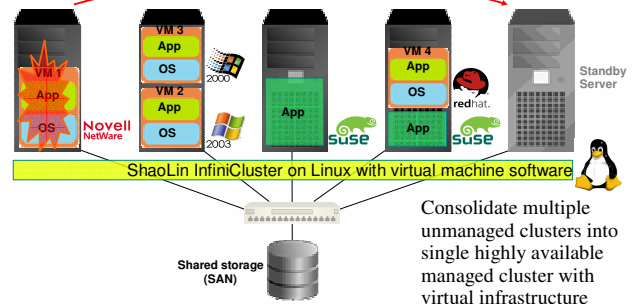 VM 3
App
OS
2000
VM 2
App
OS
2003
VM 1
App
OS
Novell
NetWare
App
suse
VM 4
App
OS
redhat.
App
suse
Standby
Server
ShaoLin InfiniCluster on Linux with virtual machine software
Shared storage
(SAN)
Consolidate multiple
unmanaged clusters into
single highly available
managed cluster with
virtual infrastructure